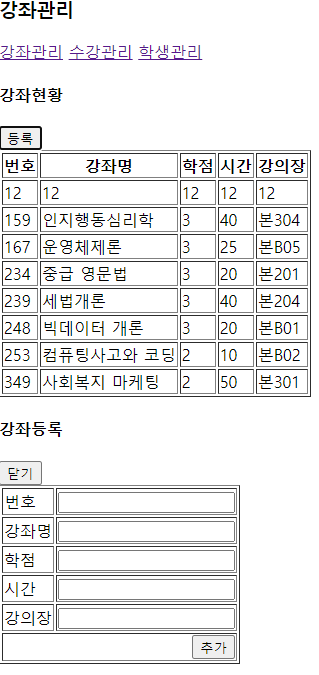 강좌관리
강좌관리 수강관리 학생관리
강좌현황
등록
번호 강좌명 학점 시간 강의장
12 12 12 12 12
159 인지행동심리학 3 40 본304
167 운영체제론 3 25 본B05
234 중급 영문법 3 20 본201
239 세법개론 3 40 본204
248 빅데이터 개론 3 20 본B01
253 컴퓨팅사고와 코딩 2 10 본B02
349 사회복지 마케팅 2 50 본301
강좌등록
닫기
번호
강좌명
학점
시간
강의장
추가